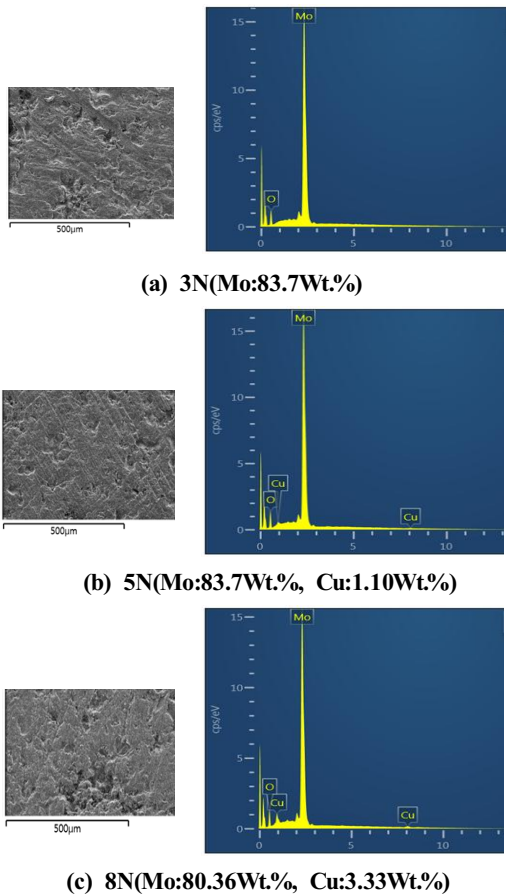 Mo
15
10
5
0
cps/eV
O
0
5
10
500μm
(a) 3N(Mo:83.7Wt.%)
Mo
15
10
5
0
cps/eV
Cu
O
Cu
0
5
10
500μm
(b) 5N(Mo:83.7Wt.%, Cu:1.10Wt.%)
Mo
15
10
5
0
cps/eV
O
Cu
Cu
0
5
10
500μm
(c) 8N(Mo:80.36Wt.%, Cu:3.33Wt.%)